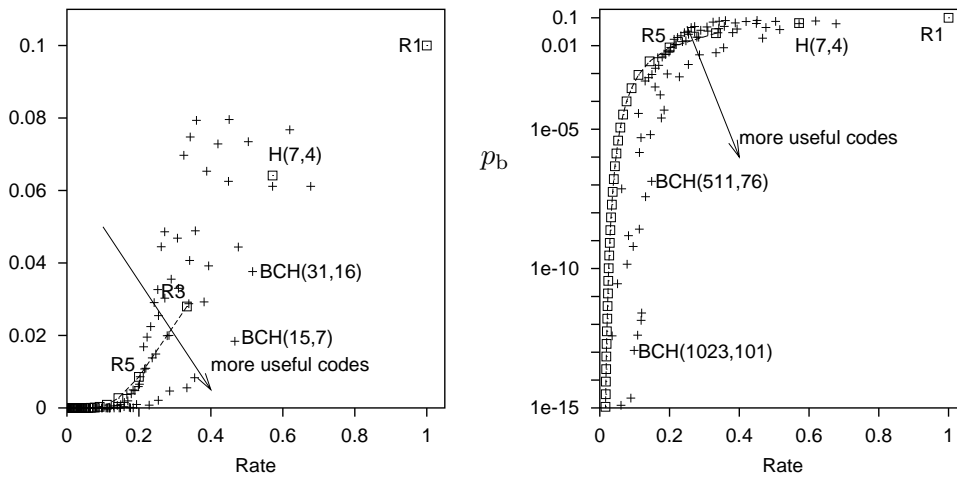 0.1
R1
0.08
H(7,4)
0.06
0.04
BCH(31,16)
R3
0.02
BCH(15,7)
R5
more useful codes
0
0 0.2 0.4 0.6 0.8 1
Rate
p_b
0.1
R5
R1
0.01
H(7,4)
1e-05
more useful codes
BCH(511,76)
1e-10
BCH(1023,101)
1e-15
0 0.2 0.4 0.6 0.8 1
Rate